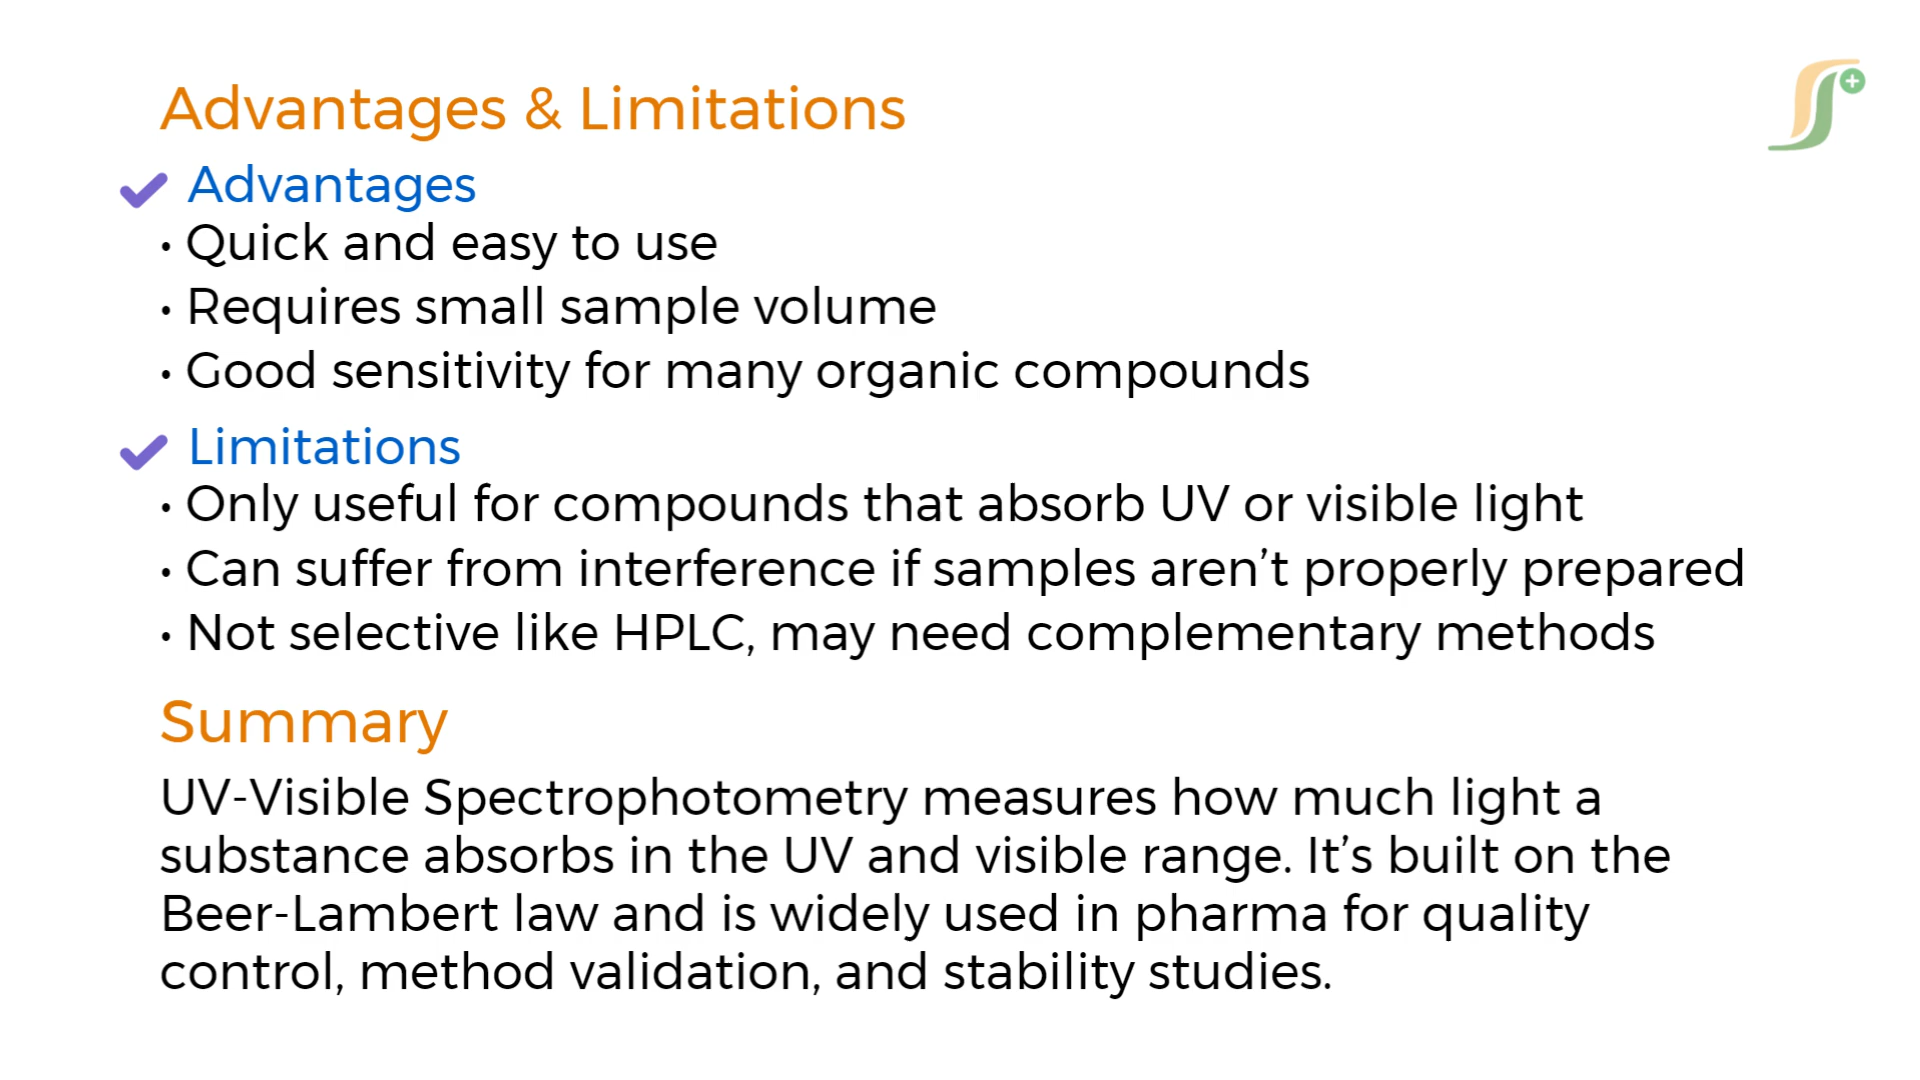 Advantages & Limitations
Advantages
• Quick and easy to use
• Requires small sample volume
• Good sensitivity for many organic compounds
Limitations
• Only useful for compounds that absorb UV or visible light
• Can suffer from interference if samples aren’t properly prepared
• Not selective like HPLC, may need complementary methods
Summary
UV-Visible Spectrophotometry measures how much light a
substance absorbs in the UV and visible range. It’s built on the
Beer-Lambert law and is widely used in pharma for quality
control, method validation, and stability studies.